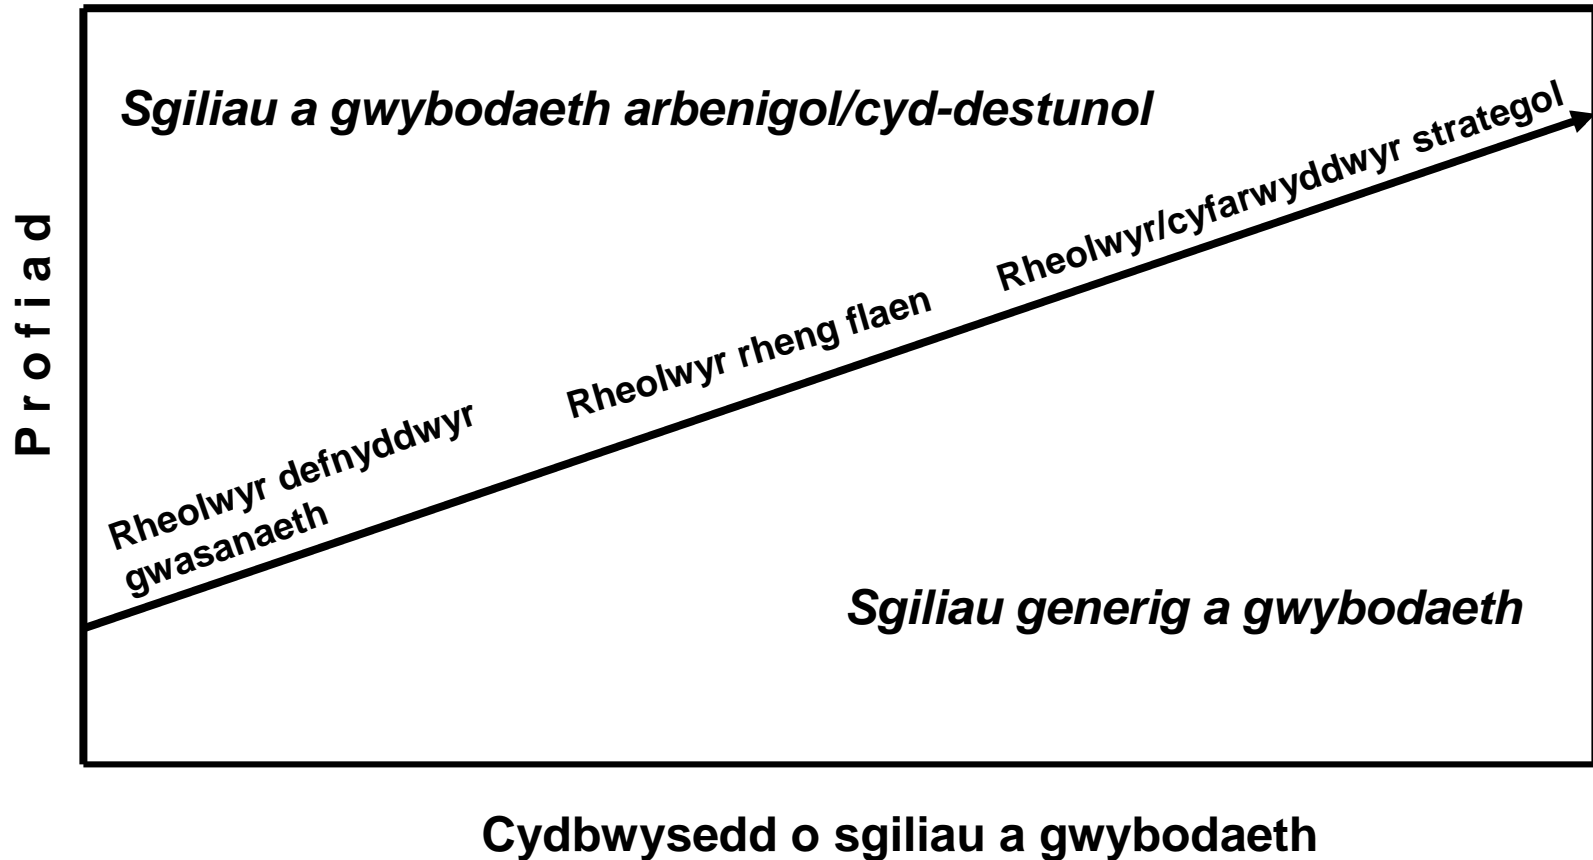 Sgiliau a gwybodaeth arbenigol/cyd-destunol
Rheolwyr/cyfarwyddwyr strategol
Rheolwyr rheng flaen
Rheolwyr defnyddwyr
gwasanaeth
Profiad
Sgiliau generig a gwybodaeth
Cydbwysedd o sgiliau a gwybodaeth